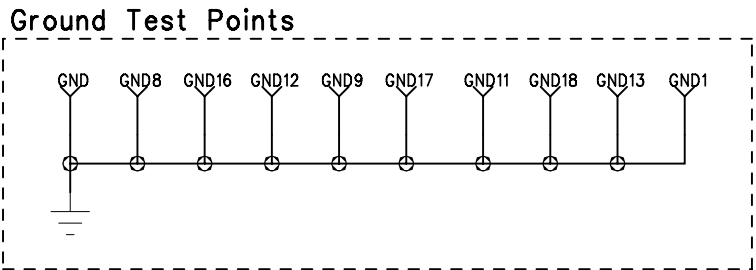 Ground Test Points
GND GND8 GND16 GND12 GND9 GND17 GND11 GND18 GND13 GND1